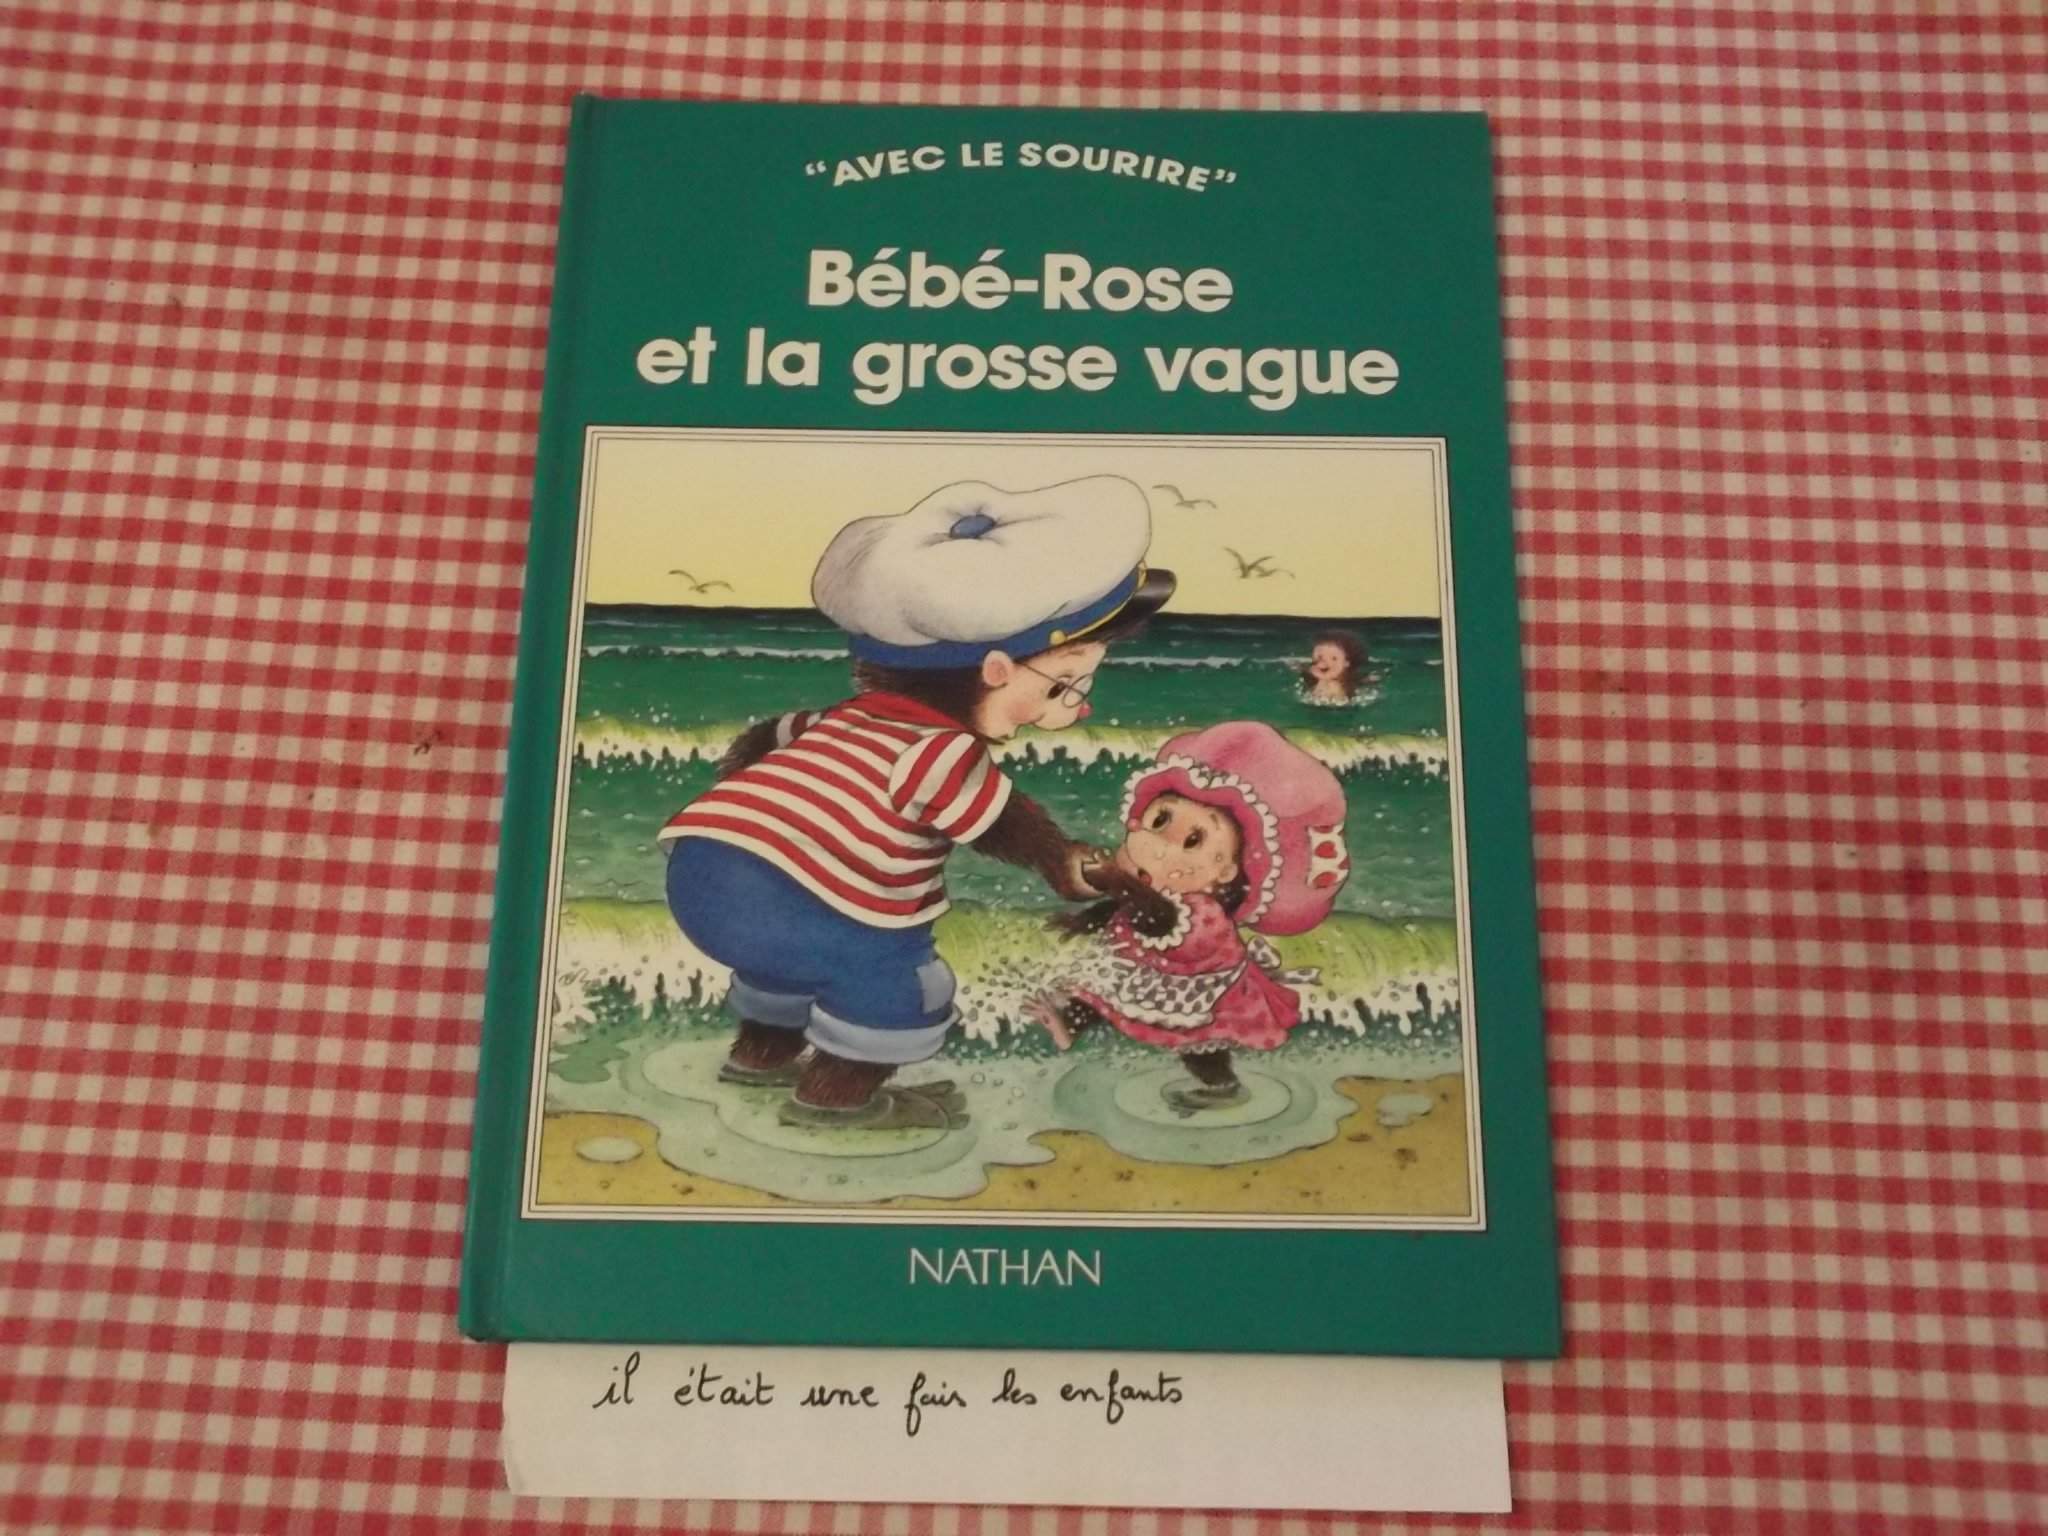 “AVEC LE SOURIRE”
Bébé-Rose
et la grosse vague
NATHAN
il était une fois les enfants